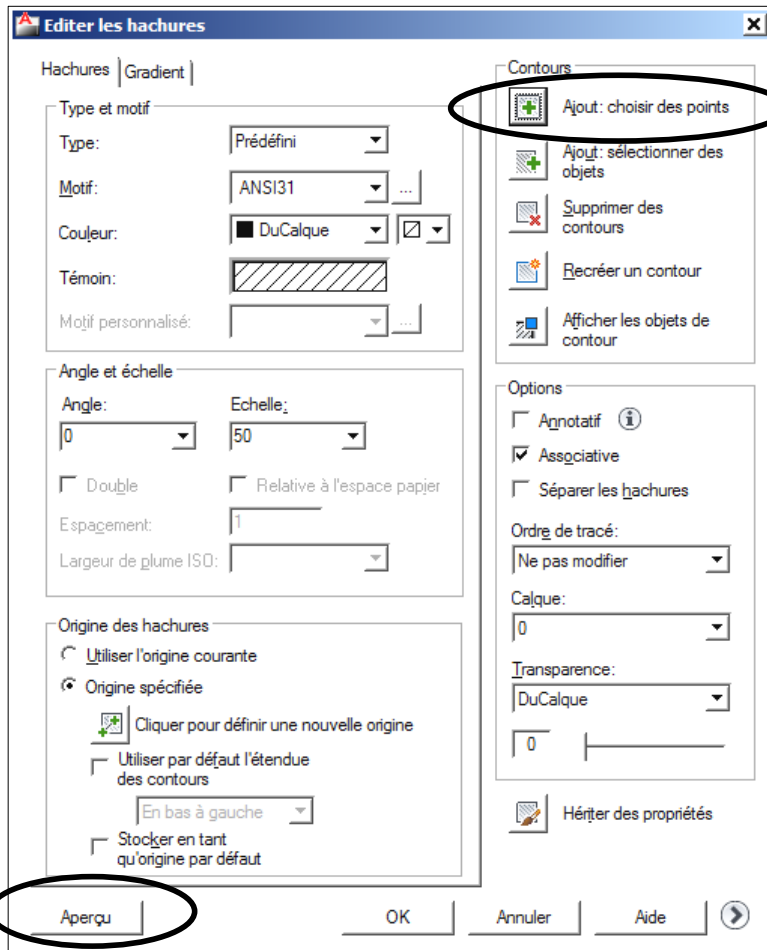 Editer les hachures
Hachures
Gradient
Type et motif
Type:
Prédéfini
Motif:
ANSI31
...
Couleur:
DuCalque
Témoin:
Motif personnalisé:
...
Angle et échelle
Angle:
Echelle:
0
50
Double
Relative à l'espace papier
Espacement:
1
Largeur de plume ISO:
Origine des hachures
Utiliser l'origine courante
Origine spécifiée
Cliquer pour définir une nouvelle origine
Utiliser par défaut l'étendue
des contours
En bas à gauche
Stocker en tant
qu'origine par défaut
Contours
Ajout: choisir des points
Ajout: sélectionner des
objets
Supprimer des
contours
Recréer un contour
Afficher les objets de
contour
Options
Annotatif
Associative
Séparer les hachures
Ordre de tracé:
Ne pas modifier
Calque:
0
Transparence:
DuCalque
0
Hériter des propriétés
Aperçu
OK
Annuler
Aide